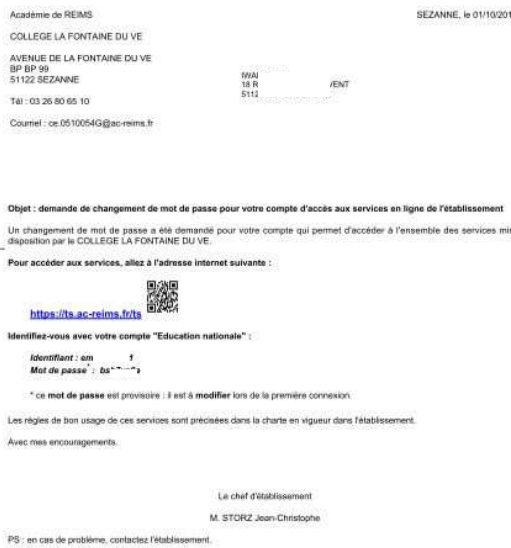 Académie de REIMS
SEZANNE, le 01/10/201
COLLEGE LA FONTAINE DU VE
AVENUE DE LA FONTAINE DU VE
BP BP 99
51122 SEZANNE
18 R
5112
Tél : 03 26 80 65 10
Courriel : ce.0510054G@ac-reims.fr
Objet : demande de changement de mot de passe pour votre compte d'accès aux services en ligne de l'établissement
Un changement de mot de passe a été demandé pour votre compte qui permet d'accéder à l'ensemble des services mis
disposition par le COLLEGE LA FONTAINE DU VE.
Pour accéder aux services, allez à l'adresse internet suivante :
https://ts.ac-reims.fr/ts
Identifiez-vous avec votre compte "Education nationale" :
Identifiant : em 1
Mot de passe* :
* ce mot de passe est provisoire : il est à modifier lors de la première connexion.
Les règles de bon usage de ces services sont précisées dans la charte en vigueur dans l'établissement.
Avec mes encouragements.
Le chef d'établissement
M. STORZ Jean-Christophe
PS : en cas de problème, contactez l'établissement.